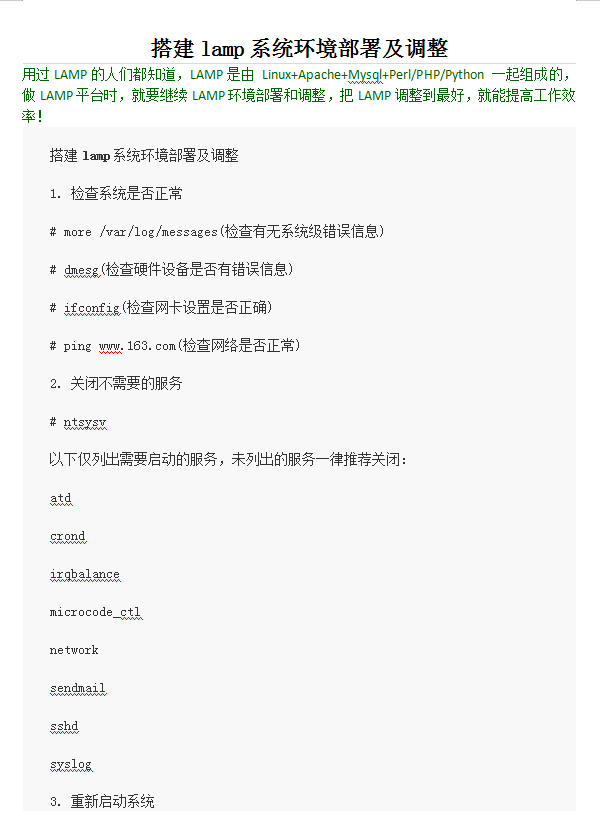 搭建 lamp 系统环境部署及调整
用过 LAMP 的人们都知道，LAMP 是由 Linux+Apache+Mysql+Perl/PHP/Python 一起组成的，
做 LAMP 平台时，就要继续 LAMP 环境部署和调整，把 LAMP 调整到最好，就能提高工作效
率！
搭建 lamp 系统环境部署及调整
1. 检查系统是否正常
# more /var/log/messages(检查有无系统级错误信息)
# dmesg(检查硬件设备是否有错误信息)
# ifconfig(检查网卡设置是否正确)
# ping www.163.com(检查网络是否正常)
2. 关闭不需要的服务
# ntsysv
以下仅列出需要启动的服务，未列出的服务一律推荐关闭：
atd
crond
irqbalance
microcode_ctl
network
sendmail
sshd
syslog
3. 重新启动系统